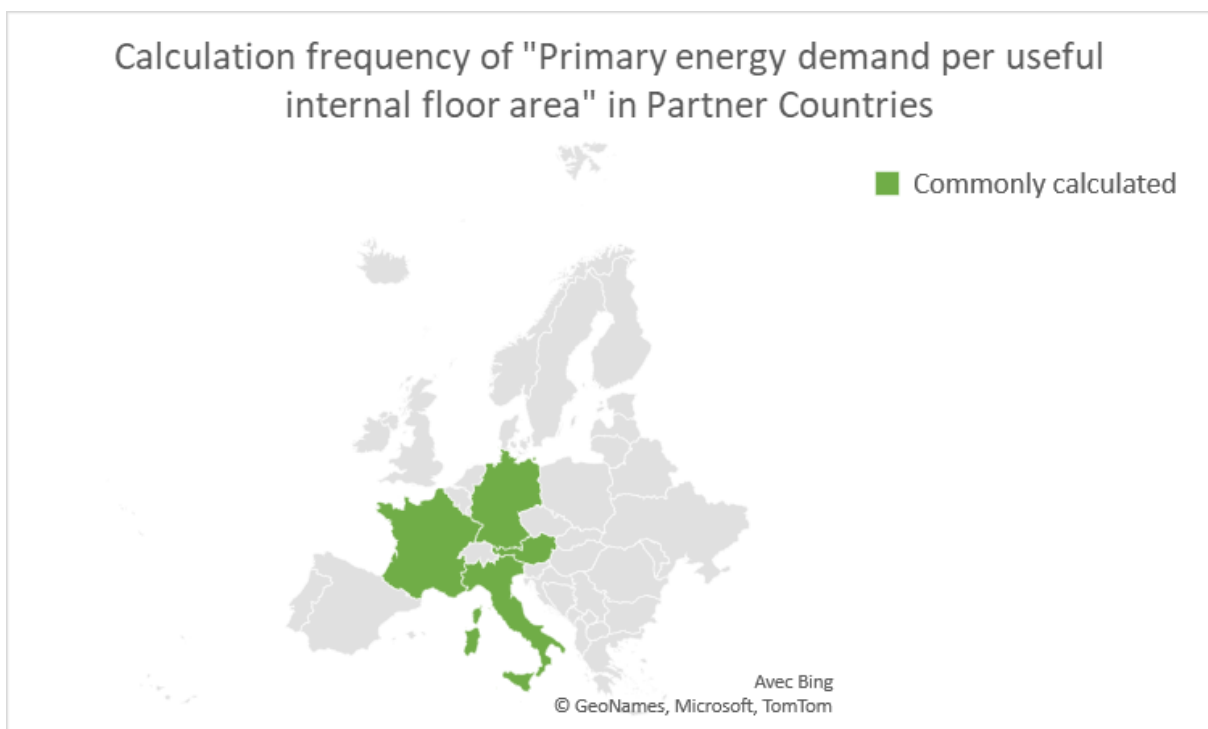 Calculation frequency of "Primary energy demand per useful
internal floor area" in Partner Countries
Commonly calculated
Avec Bing
© GeoNames, Microsoft, TomTom